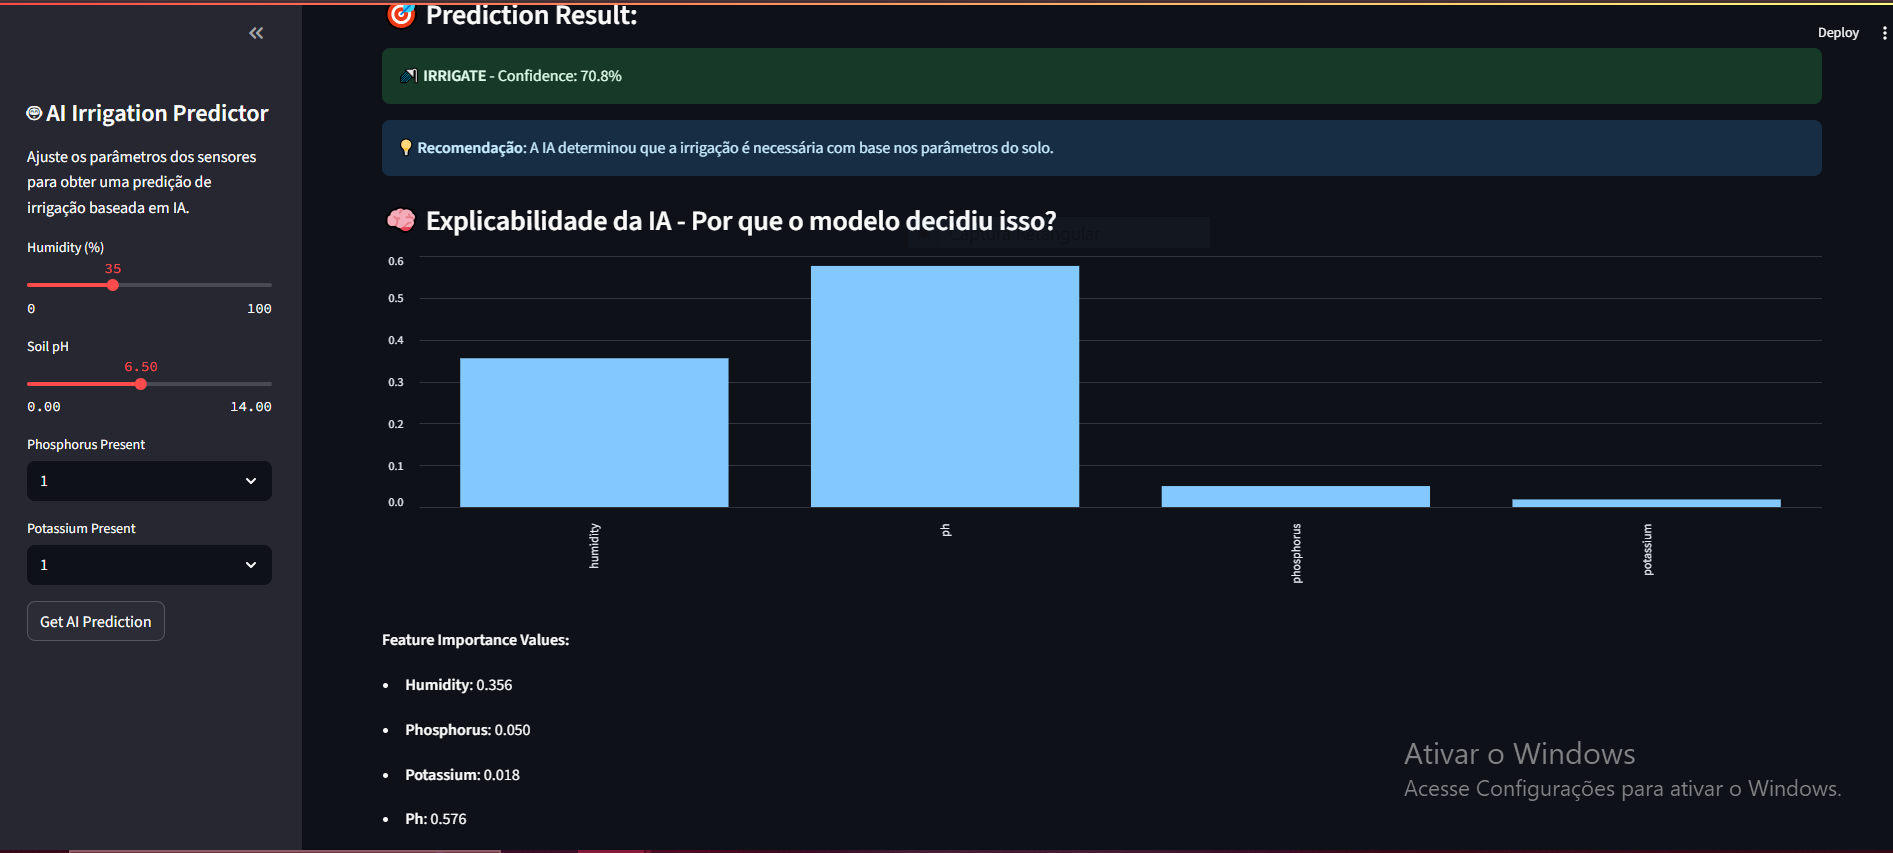 Prediction Result:
Deploy
IRRIGATE - Confidence: 70.8%
AI Irrigation Predictor
Ajuste os parâmetros dos sensores
para obter uma predição de
irrigação baseada em IA.
Humidity (%)
35
0 100
Soil pH
6.50
0.00 14.00
Phosphorus Present
1
Potassium Present
1
Get AI Prediction
Recomendação: A IA determinou que a irrigação é necessária com base nos parâmetros do solo.
Explicabilidade da IA - Por que o modelo decidiu isso?
0.6
0.5
0.4
0.3
0.2
0.1
0.0
humidity
ph
phosphorus
potassium
Feature Importance Values:
• Humidity: 0.356
• Phosphorus: 0.050
• Potassium: 0.018
• Ph: 0.576
Ativar o Windows
Acesse Configurações para ativar o Windows.